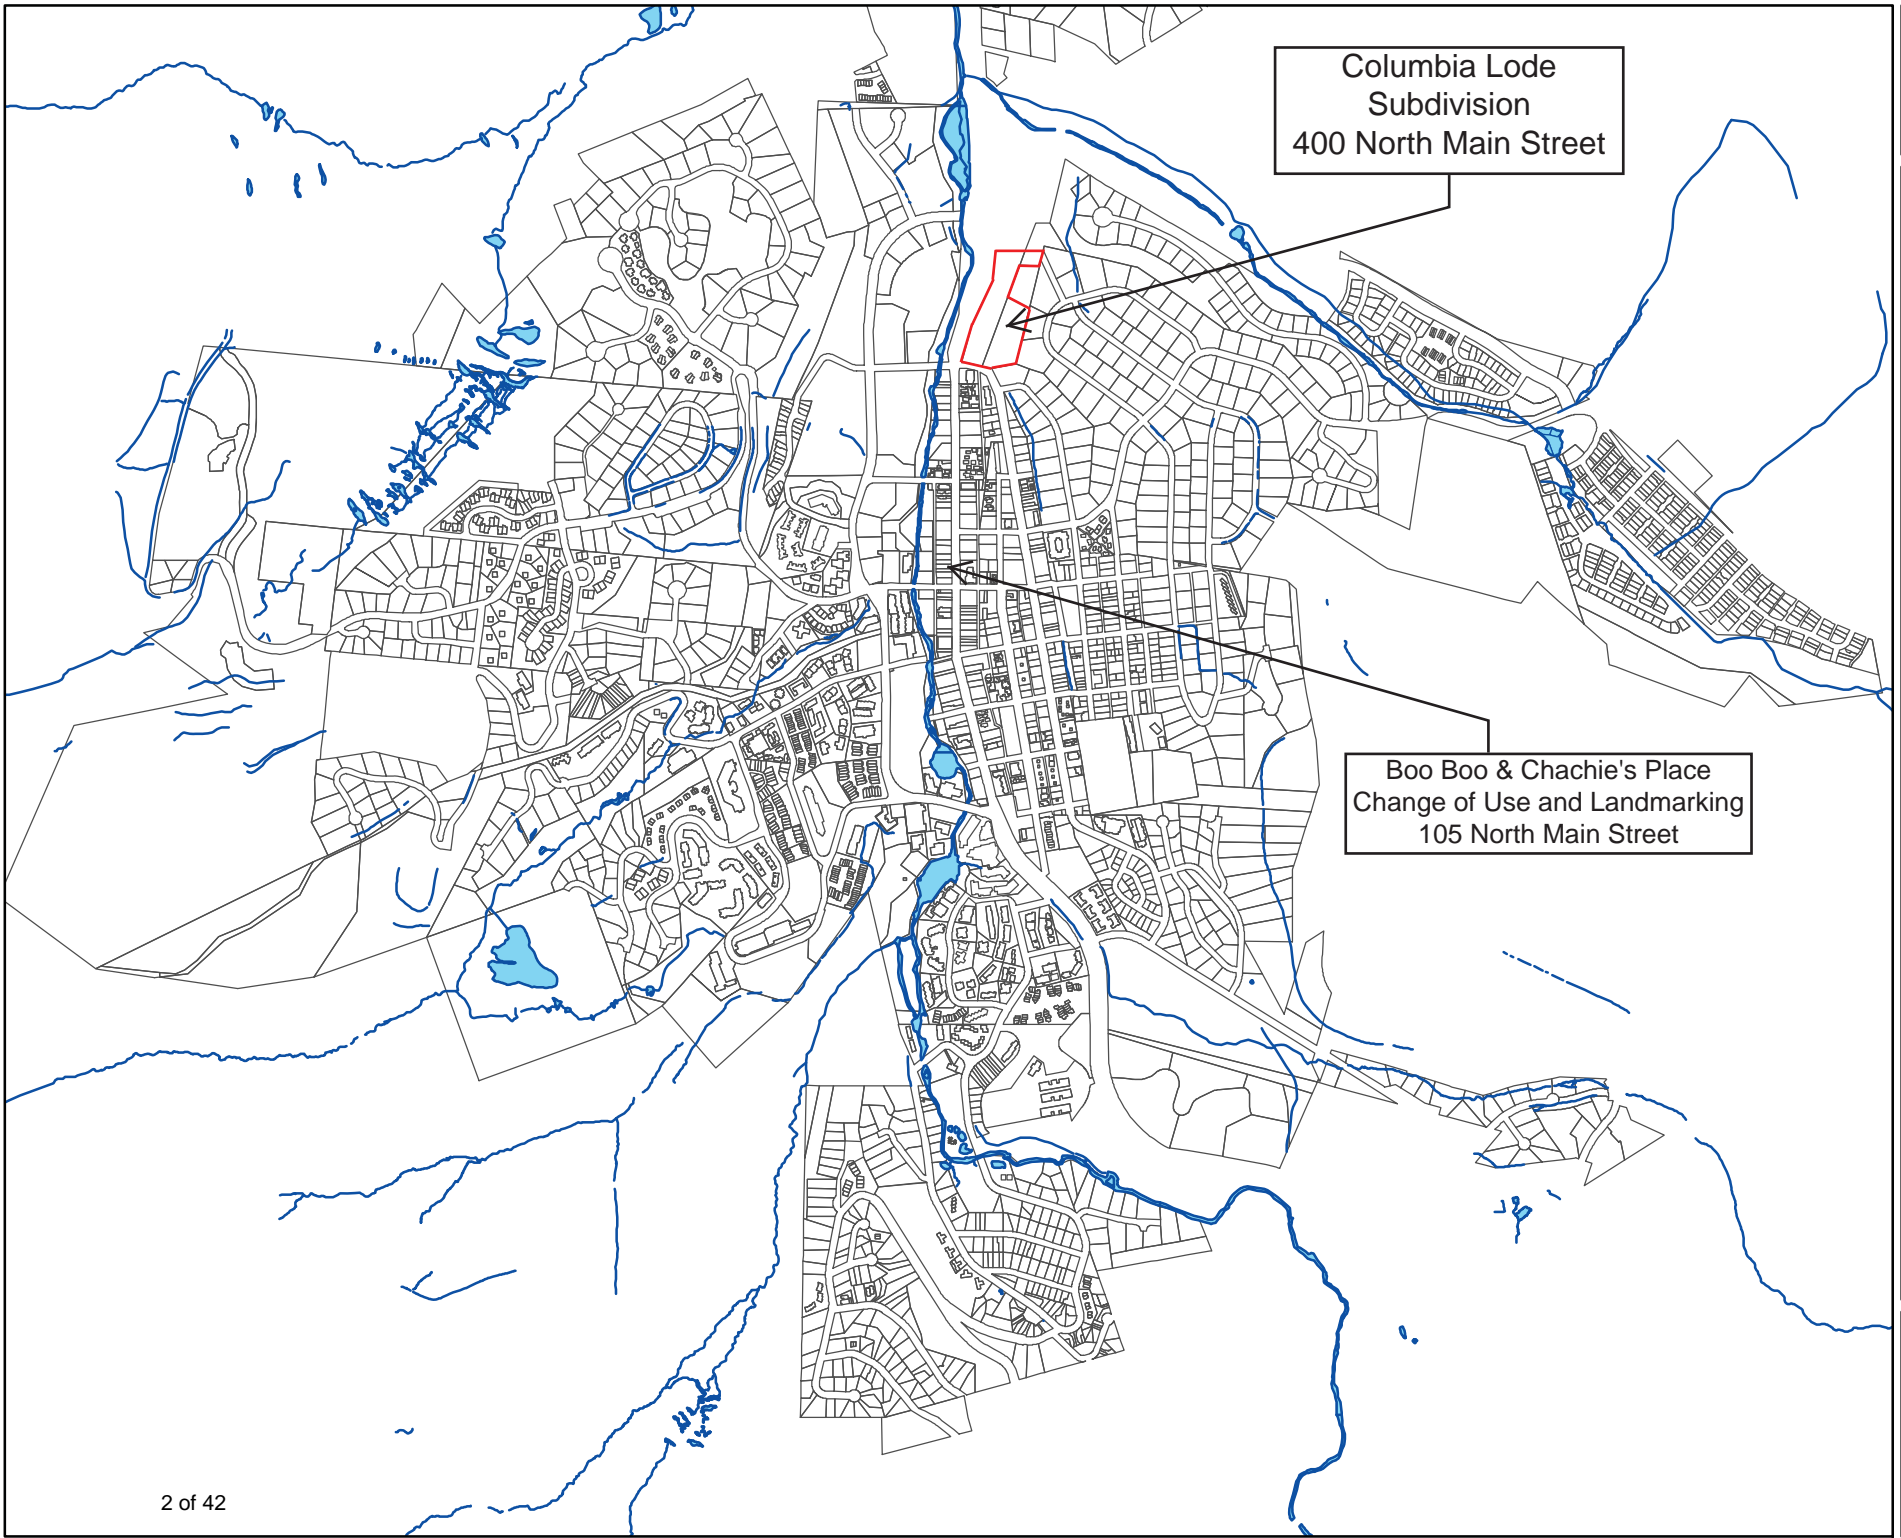 Columbia Lode
Subdivision
400 North Main Street
Boo Boo & Chachie's Place
Change of Use and Landmarking
105 North Main Street
2 of 42